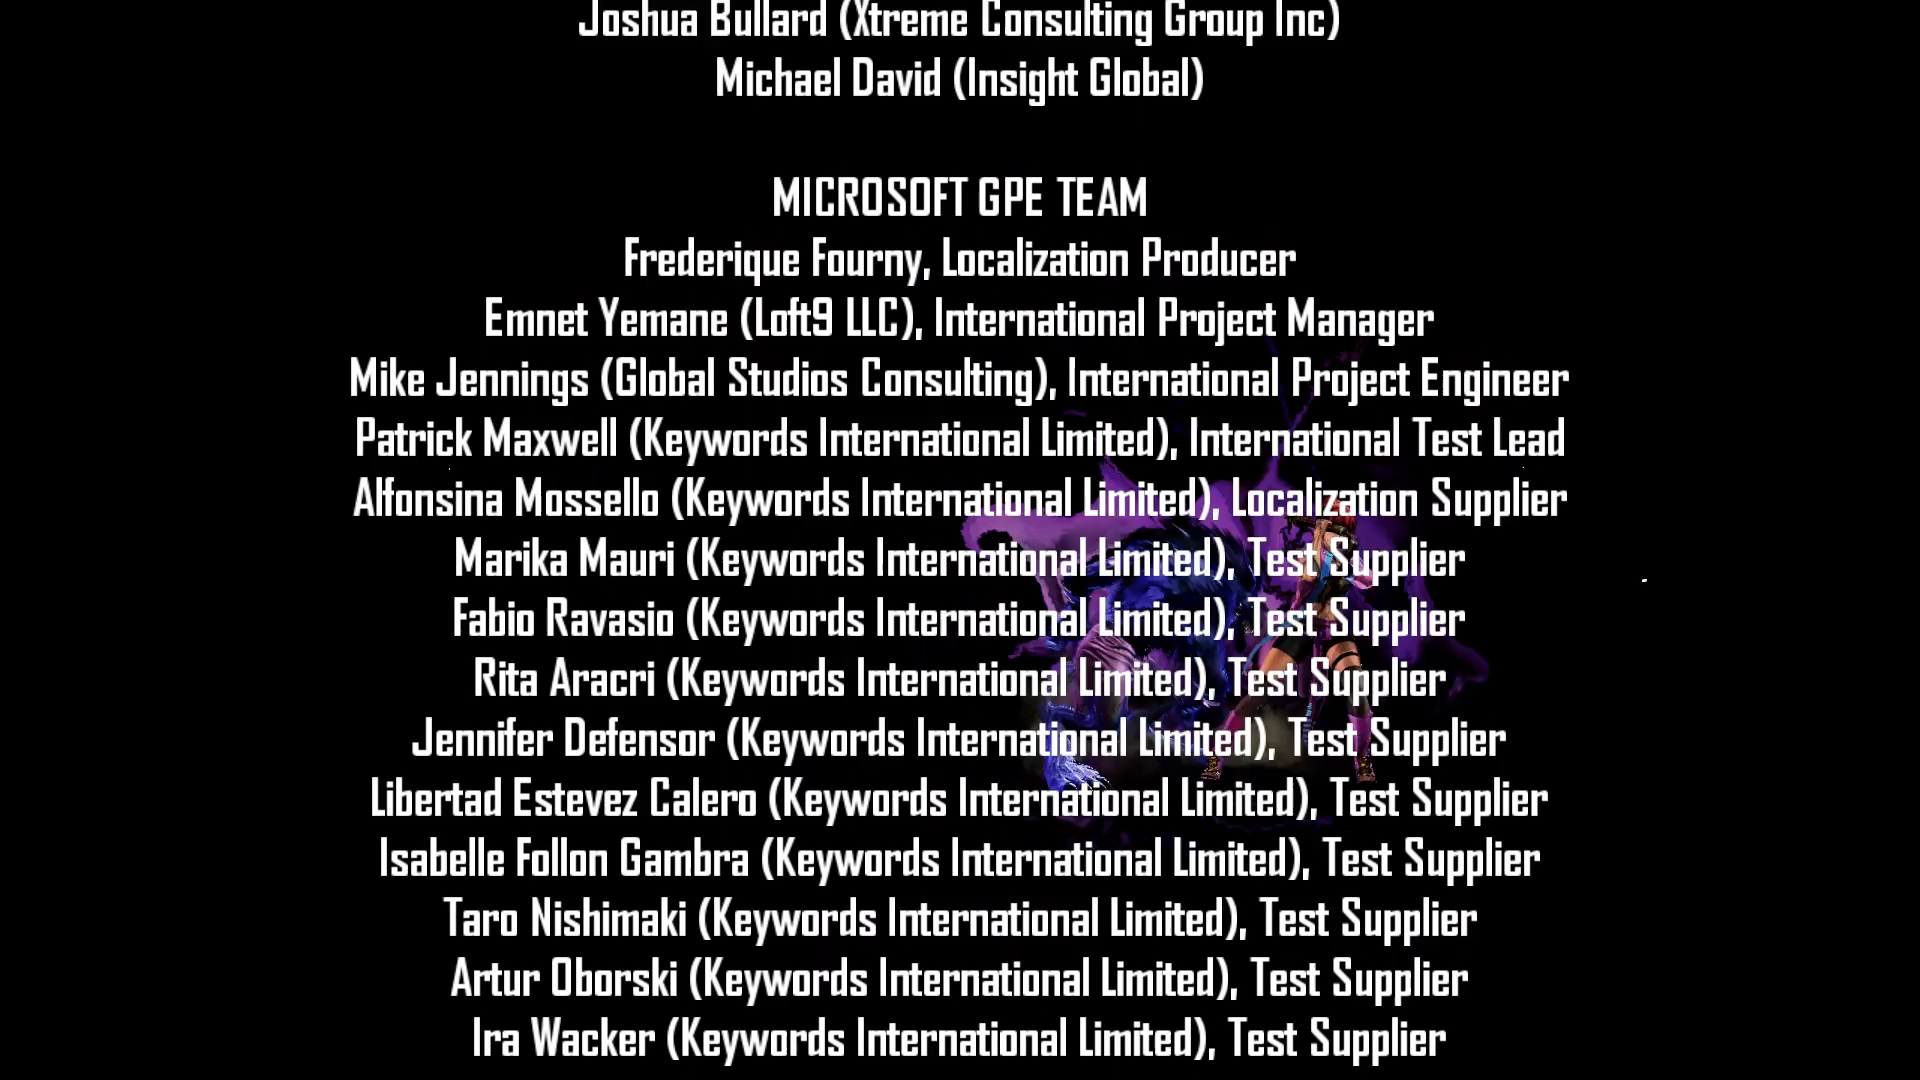 Joshua Bullard (Xtreme Consulting Group Inc)
Michael David (Insight Global)
MICROSOFT GPE TEAM
Frederique Fourny, Localization Producer
Emnet Yemane (Loft9 LLC), International Project Manager
Mike Jennings (Global Studios Consulting), International Project Engineer
Patrick Maxwell (Keywords International Limited), International Test Lead
Alfonsina Mossello (Keywords International Limited), Localization Supplier
Marika Mauri (Keywords International Limited), Test Supplier
Fabio Ravasio (Keywords International Limited), Test Supplier
Rita Aracri (Keywords International Limited), Test Supplier
Jennifer Defensor (Keywords International Limited), Test Supplier
Libertad Estevez Calero (Keywords International Limited), Test Supplier
Isabelle Follon Gambra (Keywords International Limited), Test Supplier
Taro Nishimaki (Keywords International Limited), Test Supplier
Artur Oborski (Keywords International Limited), Test Supplier
Ira Wacker (Keywords International Limited), Test Supplier